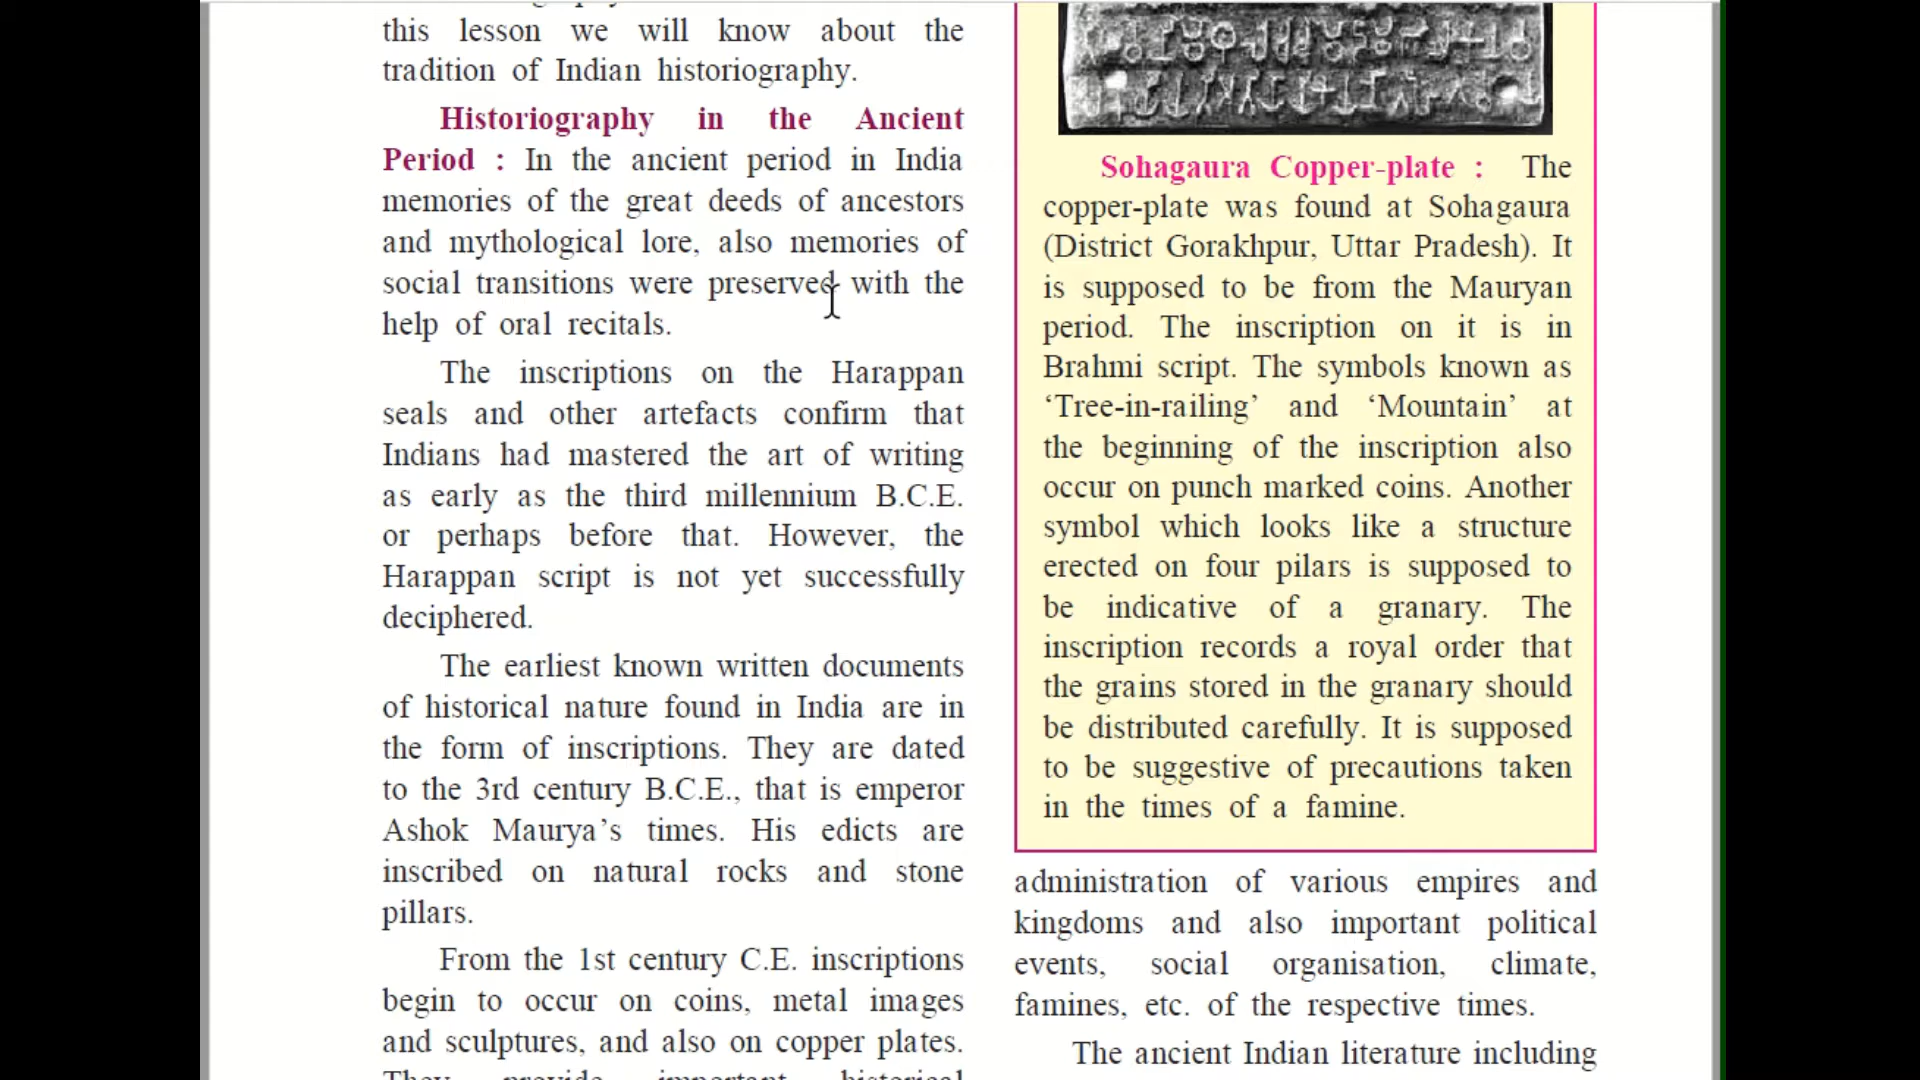 this lesson we will know about the
tradition of Indian historiography.
Historiography in the Ancient
Period : In the ancient period in India
memories of the great deeds of ancestors
and mythological lore, also memories of
social transitions were preserved with the
help of oral recitals.
The inscriptions on the Harappan
seals and other artefacts confirm that
Indians had mastered the art of writing
as early as the third millennium B.C.E.
or perhaps before that. However, the
Harappan script is not yet successfully
deciphered.
The earliest known written documents
of historical nature found in India are in
the form of inscriptions. They are dated
to the 3rd century B.C.E., that is emperor
Ashok Maurya’s times. His edicts are
inscribed on natural rocks and stone
pillars.
From the 1st century C.E. inscriptions
begin to occur on coins, metal images
and sculptures, and also on copper plates.
They provide important historical
Sohagaura Copper-plate : The
copper-plate was found at Sohagaura
(District Gorakhpur, Uttar Pradesh). It
is supposed to be from the Mauryan
period. The inscription on it is in
Brahmi script. The symbols known as
‘Tree-in-railing’ and ‘Mountain’ at
the beginning of the inscription also
occur on punch marked coins. Another
symbol which looks like a structure
erected on four pilars is supposed to
be indicative of a granary. The
inscription records a royal order that
the grains stored in the granary should
be distributed carefully. It is supposed
to be suggestive of precautions taken
in the times of a famine.
administration of various empires and
kingdoms and also important political
events, social organisation, climate,
famines, etc. of the respective times.
The ancient Indian literature including